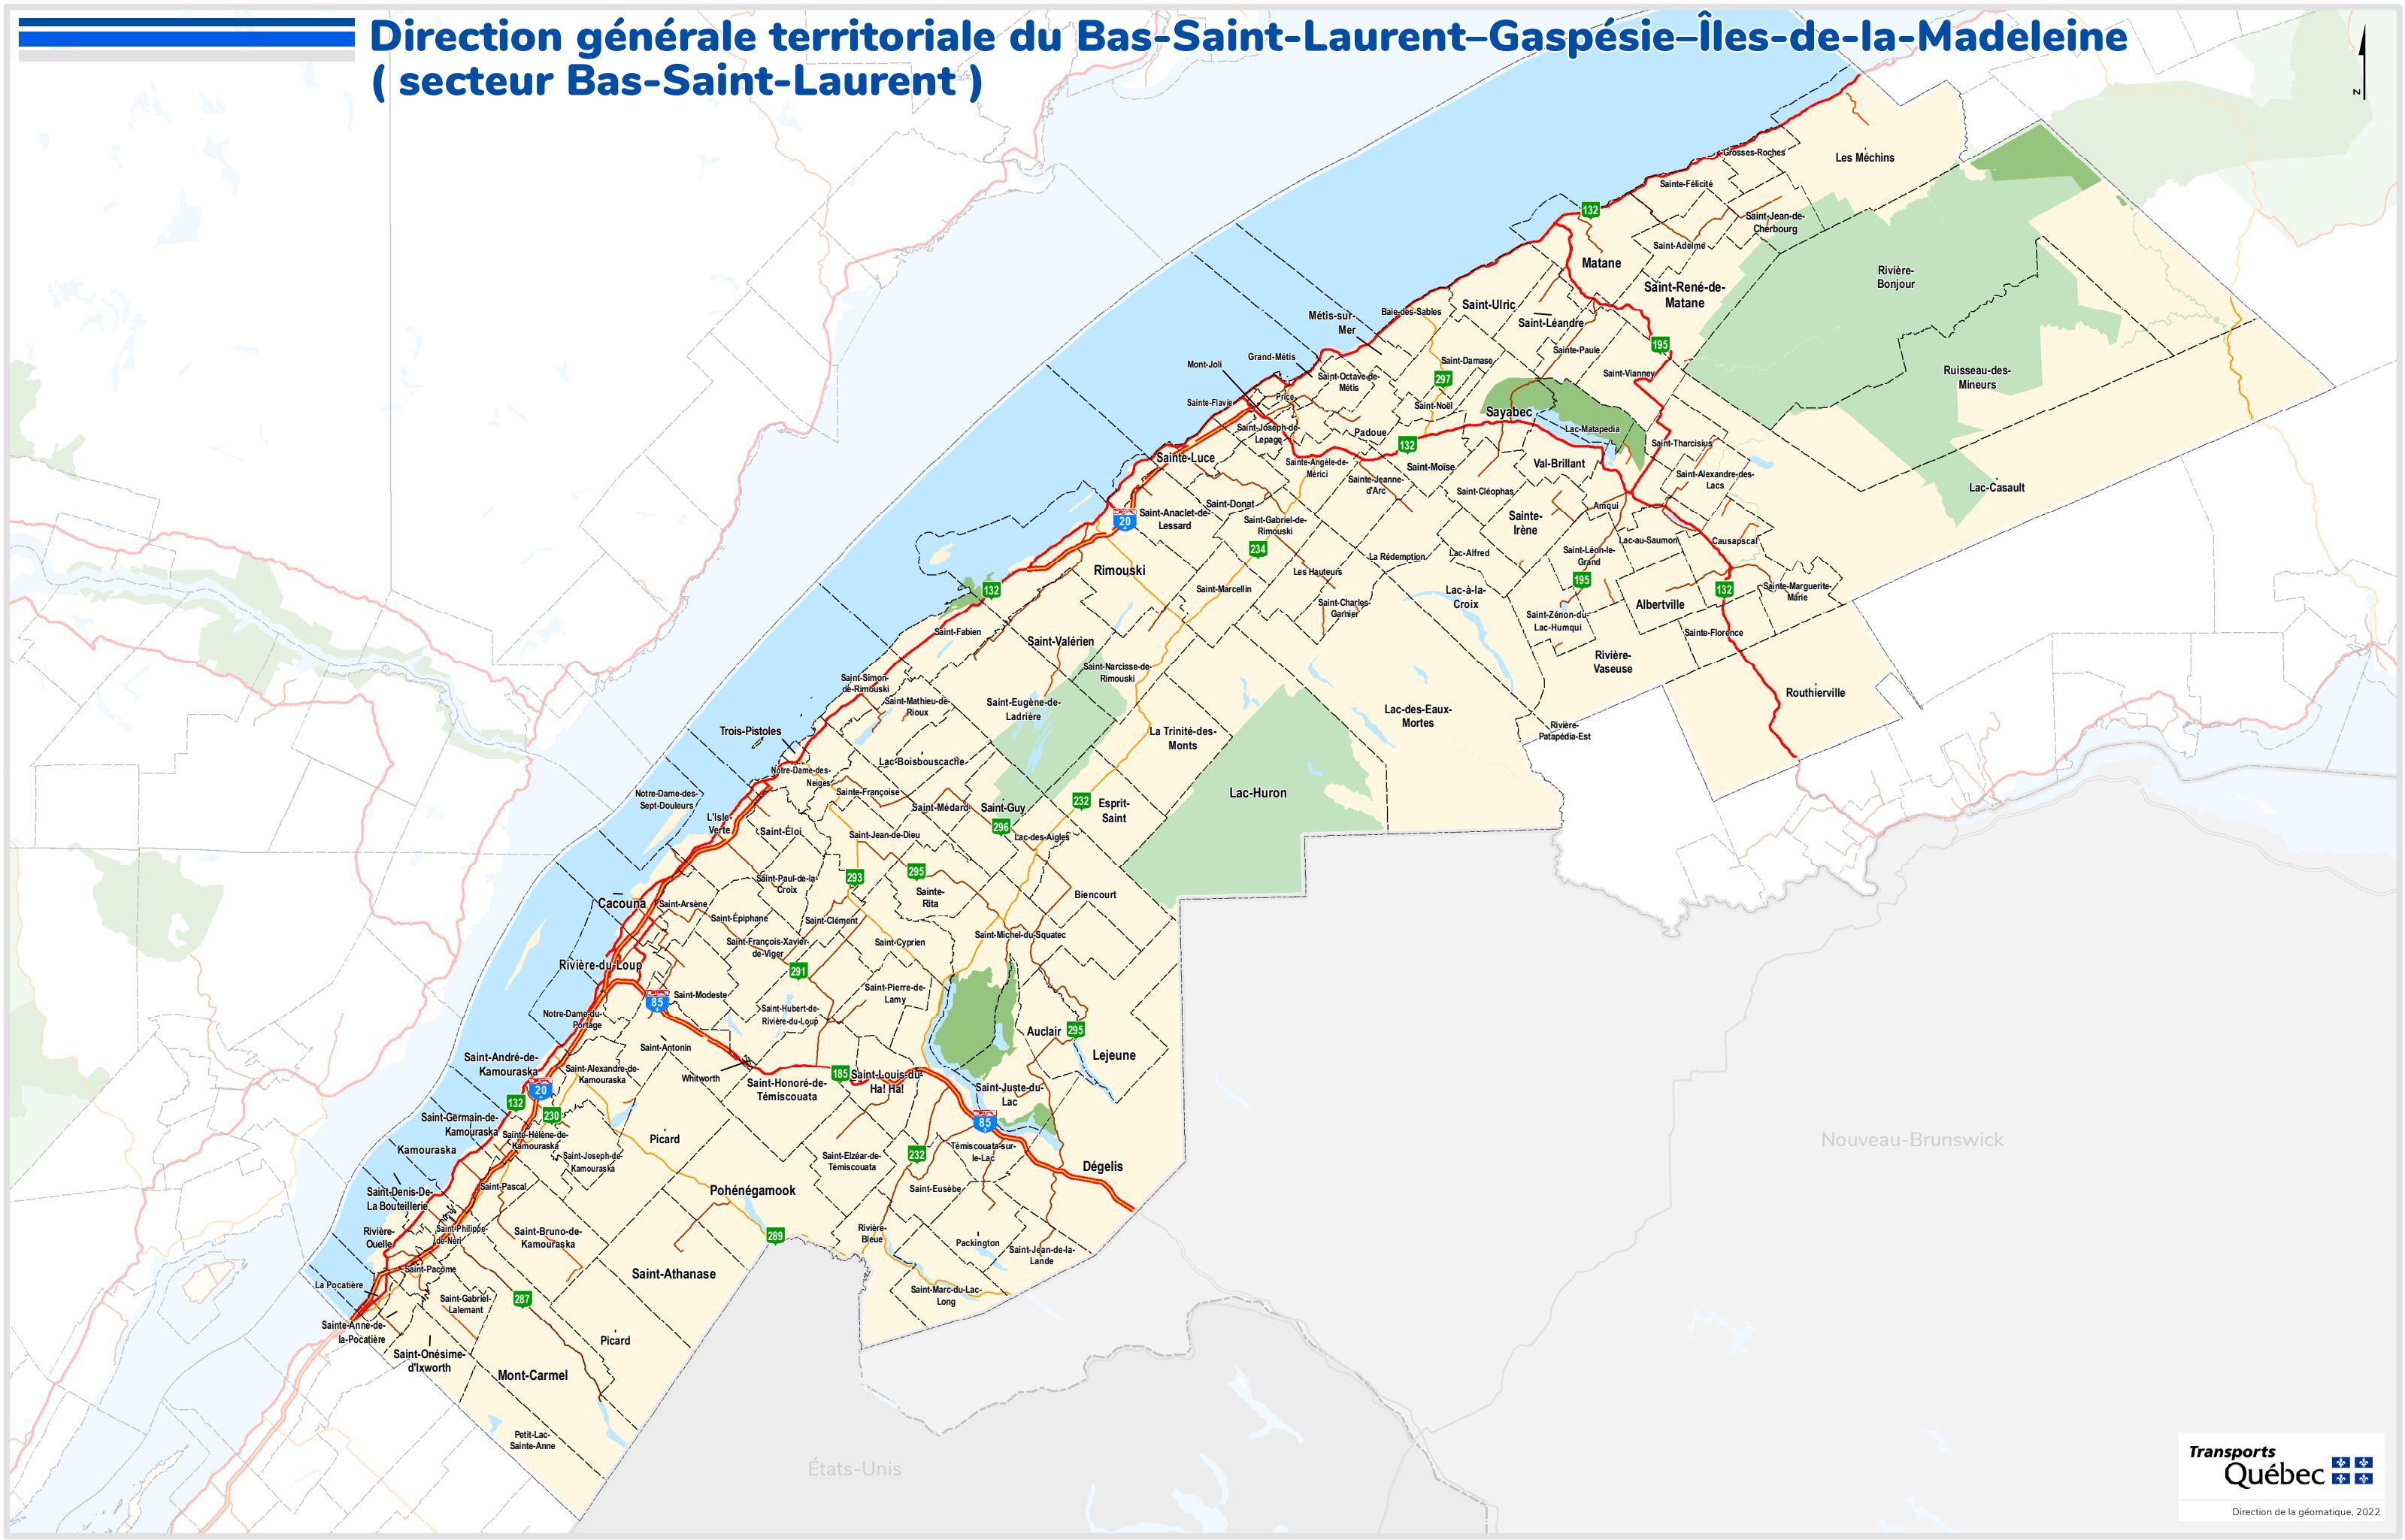 Direction générale territoriale du Bas-Saint-Laurent–Gaspésie–Îles-de-la-Madeleine
( secteur Bas-Saint-Laurent )
N
Les Méchins
Grosses-Roches
Sainte-Félicité
132
Saint-Jean-de-
Cherbourg
Saint-Adelme
Matane
Rivière-
Bonjour
Saint-René-de-
Matane
Saint-Ulric
Baie-des-Sables
Métis-sur-
Mer
Saint-Léandre
195
Sainte-Paule
Grand-Métis
Mont-Joli
Saint-Damase
Saint-Vianney
Ruisseau-des-
Mineurs
297
Saint-Octave-de-
Métis
Price
Sainte-Flavie
Saint-Noël
Sayabec
Lac-Matapédia
Saint-Joseph-de-
Lepage
Padoue
132
Saint-Tharcisius
Sainte-Luce
Sainte-Angèle-de-
Mérici
Saint-Moïse
Val-Brillant
Saint-Alexandre-des-
Lacs
Sainte-Jeanne-
d'Arc
Saint-Cléophas
Lac-Casault
Saint-Donat
Amqui
20
Saint-Anaclet-de-
Lessard
Saint-Gabriel-de-
Rimouski
Sainte-
Irène
234
Lac-au-Saumon
Causapscal
La Rédemption
Lac-Alfred
Saint-Léon-le-
Grand
195
Rimouski
Les Hauteurs
132
Saint-Marcellin
132
Sainte-Marguerite-
Marie
Saint-Charles-
Garnier
Lac-à-la-
Croix
Albertville
Saint-Zénon-du-
Lac-Humqui
Saint-Fabien
Sainte-Florence
Saint-Valérien
Rivière-
Vaseuse
Saint-Narcisse-de-
Rimouski
Saint-Simon-
de-Rimouski
Routhierville
Saint-Mathieu-de-
Rioux
Saint-Eugène-de-
Ladrière
Lac-des-Eaux-
Mortes
Trois-Pistoles
La Trinité-des-
Monts
Rivière-
Patapédia-Est
Lac-Boisbouscache
Notre-Dame-des-
Neiges
Notre-Dame-des-
Sept-Douleurs
Sainte-Françoise
Lac-Huron
232
Esprit-
Saint
Saint-Médard
Saint-Guy
L'Isle-
Verte
Saint-Éloi
296
Saint-Jean-de-Dieu
Lac-des-Aigles
293
295
Saint-Paul-de-la-
Croix
Sainte-
Rita
Biencourt
Cacouna
Saint-Arsène
Saint-Épiphane
Saint-Clément
Saint-Michel-du-Squatec
Saint-François-Xavier-
de-Viger
Saint-Cyprien
Rivière-du-Loup
291
85
Saint-Modeste
Saint-Pierre-de-
Lamy
Notre-Dame-du-
Portage
Saint-Hubert-de-
Rivière-du-Loup
Auclair
295
Saint-Antonin
Lejeune
Saint-André-de-
Kamouraska
Saint-Alexandre-de-
Kamouraska
Whitworth
Saint-Honoré-de-
Témiscouata
185
Saint-Louis-du-
Ha! Ha!
20
132
230
Saint-Juste-du-
Lac
85
Saint-Germain-de-
Kamouraska
Sainte-Hélène-de-
Kamouraska
Picard
Nouveau-Brunswick
Kamouraska
Saint-Joseph-de-
Kamouraska
Saint-Elzéar-de-
Témiscouata
232
Témiscouata-sur-
le-Lac
Dégelis
Saint-Denis-De-
La Bouteillerie
Saint-Pascal
Pohénégamook
Saint-Eusèbe
Rivière-
Ouelle
Saint-Philippe-
de-Néri
Saint-Bruno-de-
Kamouraska
289
Rivière-
Bleue
Packington
Saint-Jean-de-la-
Lande
Saint-Pacôme
Saint-Athanase
La Pocatière
Saint-Gabriel-
Lalemant
287
Saint-Marc-du-Lac-
Long
Sainte-Anne-de-
la-Pocatière
Picard
Saint-Onésime-
d'Ixworth
Mont-Carmel
Petit-Lac-
Sainte-Anne
États-Unis
Transports
Québec
Direction de la géomatique, 2022